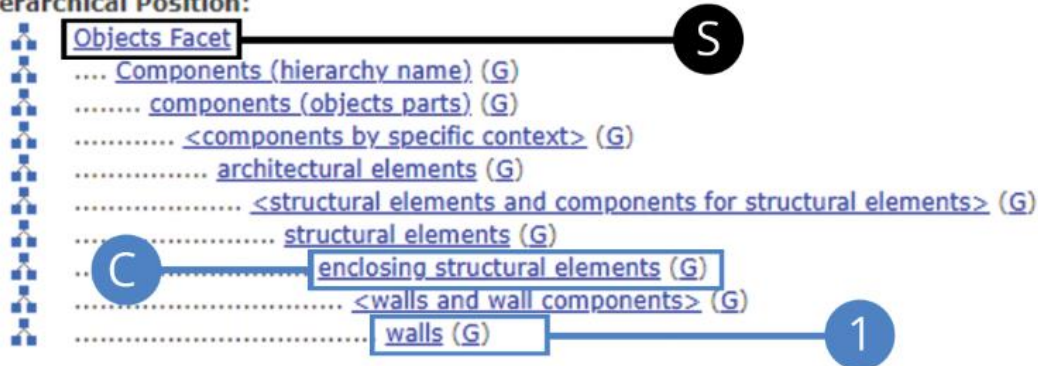 erarchical Position:
Objects Facet S
.... Components (hierarchy name) (G)
........ components (objects parts) (G)
............ <components by specific context> (G)
................ architectural elements (G)
.................... <structural elements and components for structural elements> (G)
........................ structural elements (G)
C enclosing structural elements (G)
................................ <walls and wall components> (G)
.................................... walls (G) 1